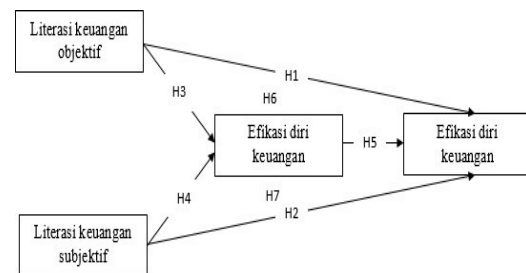 Literasi keuangan
objektif
H1
H3
H6
Efikasi diri
keuangan
H5
Efikasi diri
keuangan
H4
H7
H2
Literasi keuangan
subjektif